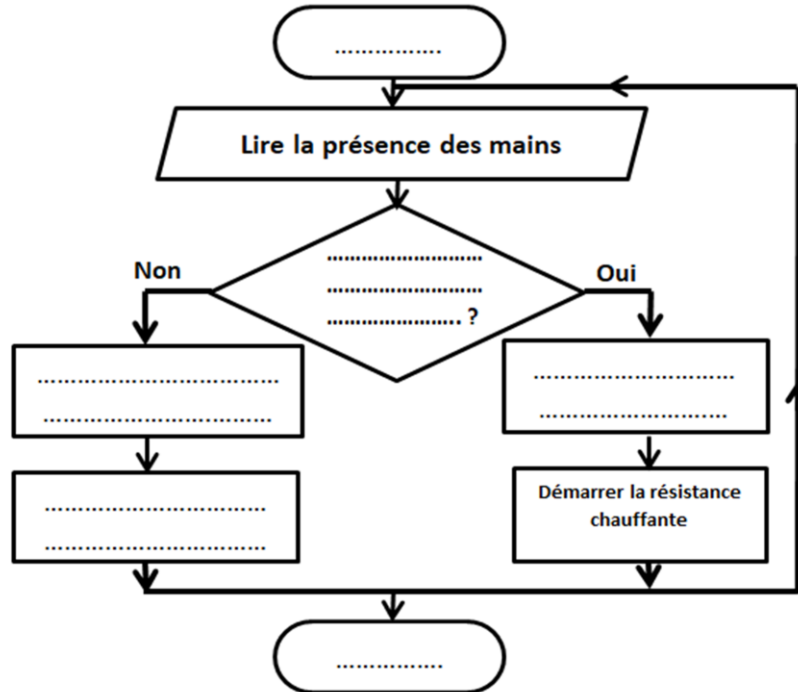 …………….
Lire la présence des mains
………………………
………………………
………………….. ?
Non
Oui
………………………………
…………………………….
…………………………
……………………….…
……………………………
……………………………
Démarrer la résistance
chauffante
…………….